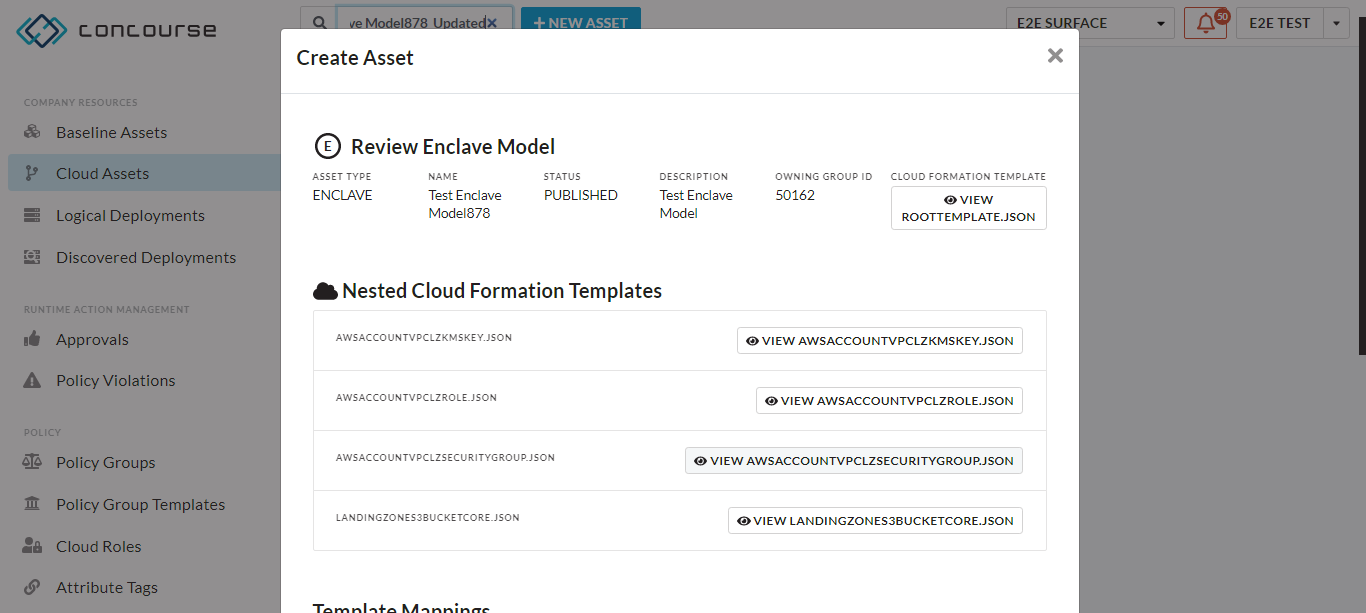 concourse
ve Model878_Updated
NEW ASSET
E2E SURFACE
50
E2E TEST
Create Asset
COMPANY RESOURCES
Baseline Assets
Cloud Assets
Logical Deployments
Discovered Deployments
RUNTIME ACTION MANAGEMENT
Approvals
Policy Violations
POLICY
Policy Groups
Policy Group Templates
Cloud Roles
Attribute Tags
E Review Enclave Model
ASSET TYPE
ENCLAVE
NAME
Test Enclave
Model878
STATUS
PUBLISHED
DESCRIPTION
Test Enclave
Model
OWNING GROUP ID
50162
CLOUD FORMATION TEMPLATE
VIEW
ROOTTEMPLATE.JSON
Nested Cloud Formation Templates
AWSACCOUNTVPCLZKMSKEY.JSON
VIEW AWSACCOUNTVPCLZKMSKEY.JSON
AWSACCOUNTVPCLZROLE.JSON
VIEW AWSACCOUNTVPCLZROLE.JSON
AWSACCOUNTVPCLZSECURITYGROUP.JSON
VIEW AWSACCOUNTVPCLZSECURITYGROUP.JSON
LANDINGZONES3BUCKETCORE.JSON
VIEW LANDINGZONES3BUCKETCORE.JSON
Template Mappings